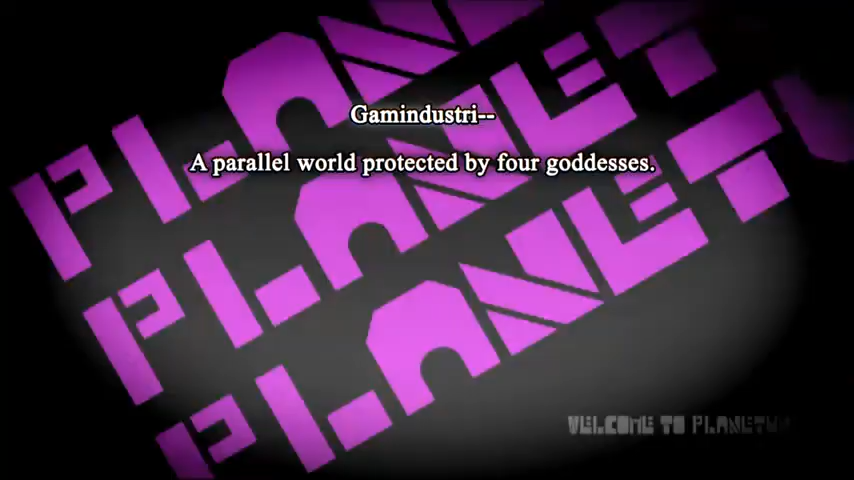 PLANET
PLANET
PLANET
Gamindustri--
A parallel world protected by four goddesses.
WELCOME TO PLANET